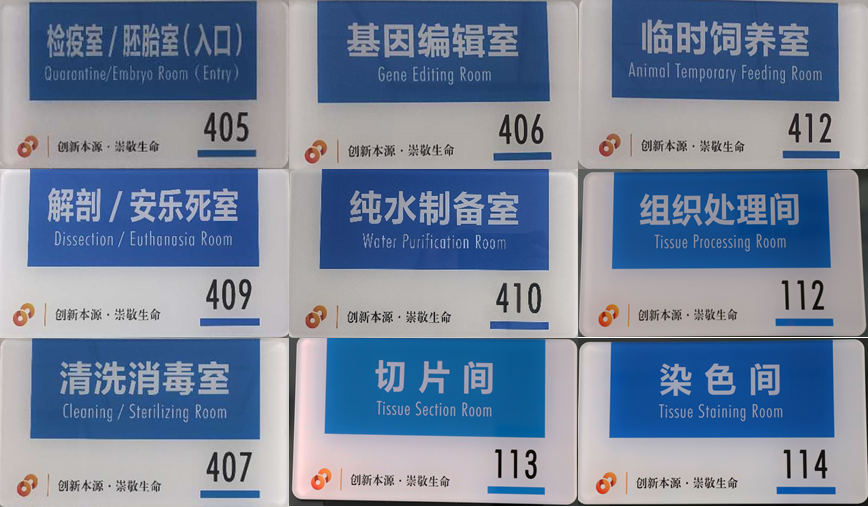 检疫室/胚胎室(入口)
Quarantine/Embryo Room (Entry)
405
创新本源·崇敬生命
基因编辑室
Gene Editing Room
406
创新本源·崇敬生命
临时饲养室
Animal Temporary Feeding Room
412
创新本源·崇敬生命
解剖/安乐死室
Dissection / Euthanasia Room
409
创新本源·崇敬生命
纯水制备室
Water Purification Room
410
创新本源·崇敬生命
组织处理间
Tissue Processing Room
112
创新本源·崇敬生命
清洗消毒室
Cleaning / Sterilizing Room
407
创新本源·崇敬生命
切片间
Tissue Section Room
113
创新本源·崇敬生命
染色间
Tissue Staining Room
114
创新本源·崇敬生命